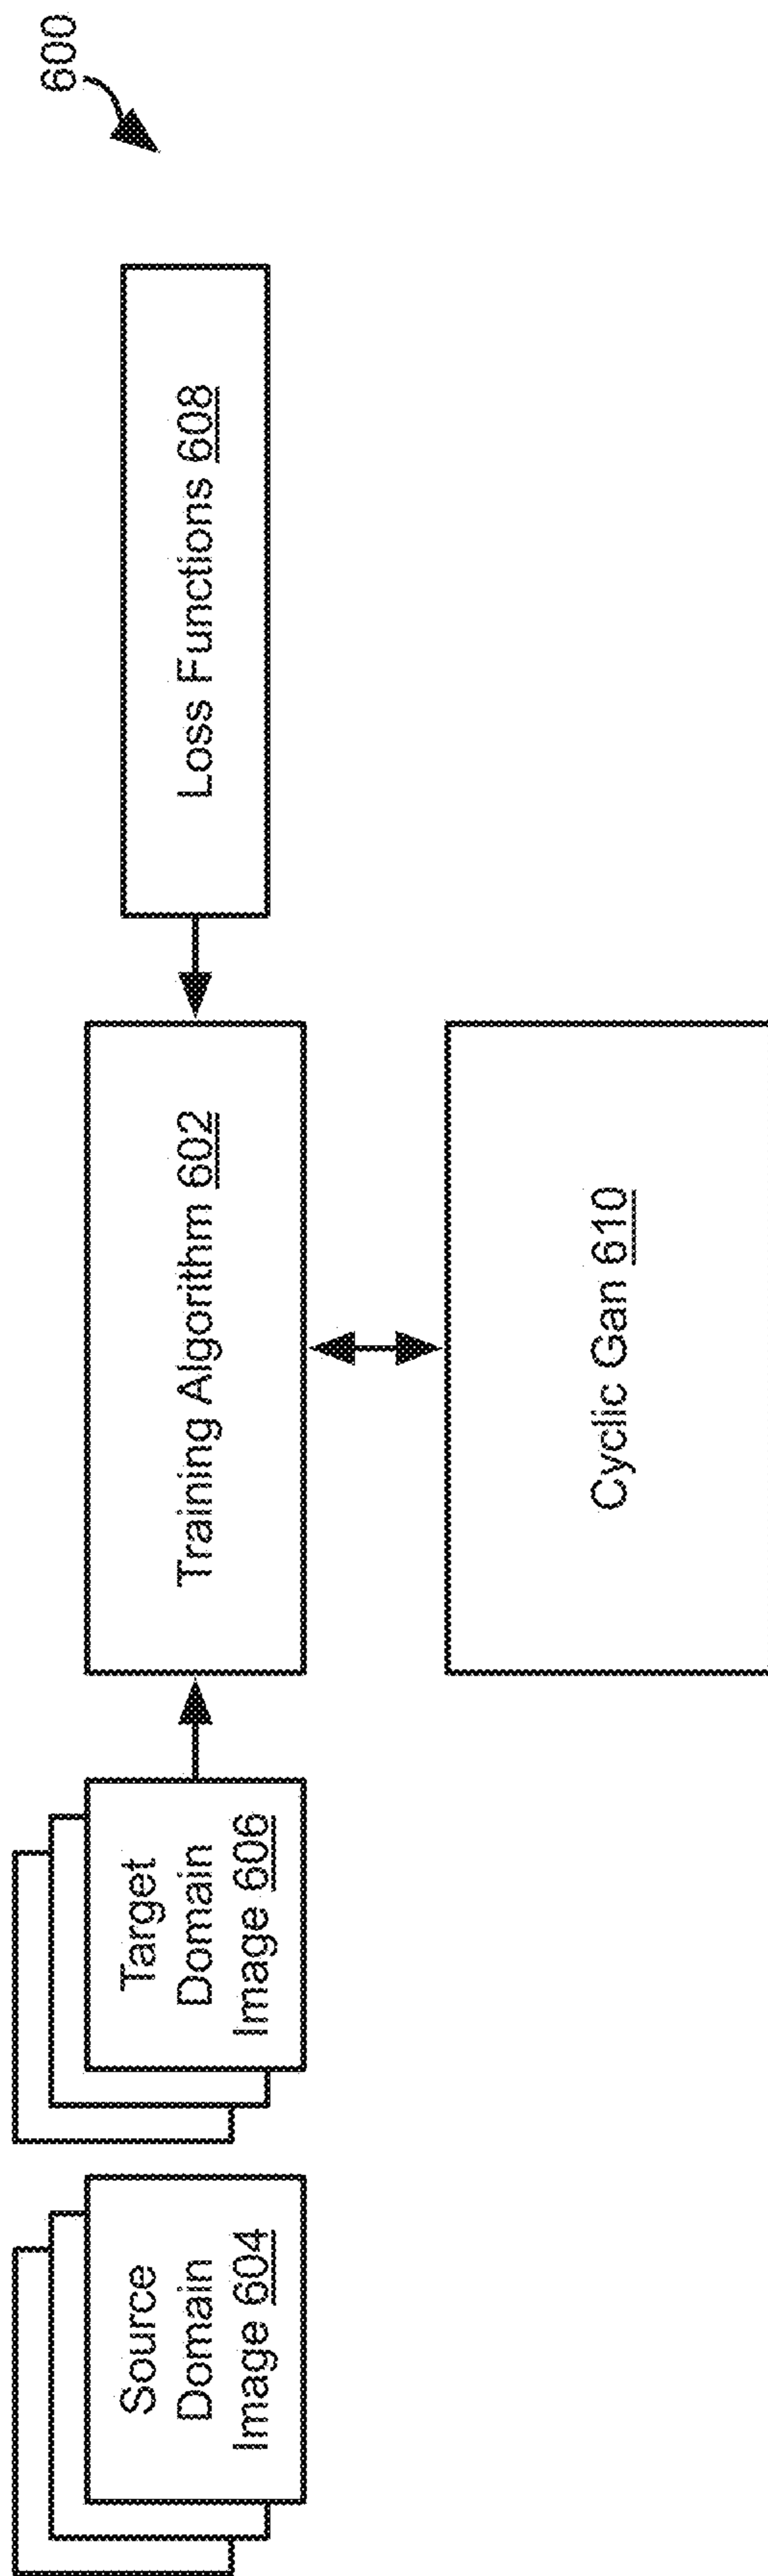 600
Source
Domain
Image 604
Target
Domain
Image 606
Training Algorithm 602
Loss Functions 608
Cyclic Gan 610